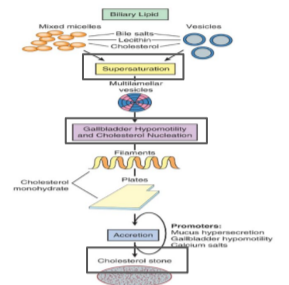 Biliary Lipid
Mixed micelles
Vesicles
Bile salts
Lecithin
Cholesterol
Supersaturation
Multilamellar
vesicles
Gallbladder Hypomotility
and Cholesterol Nucleation
Filaments
Cholesterol
monohydrate
Plates
Promoters:
Mucus hypersecretion
Gallbladder hypomotility
Calcium salts
Accretion
Cholesterol stone